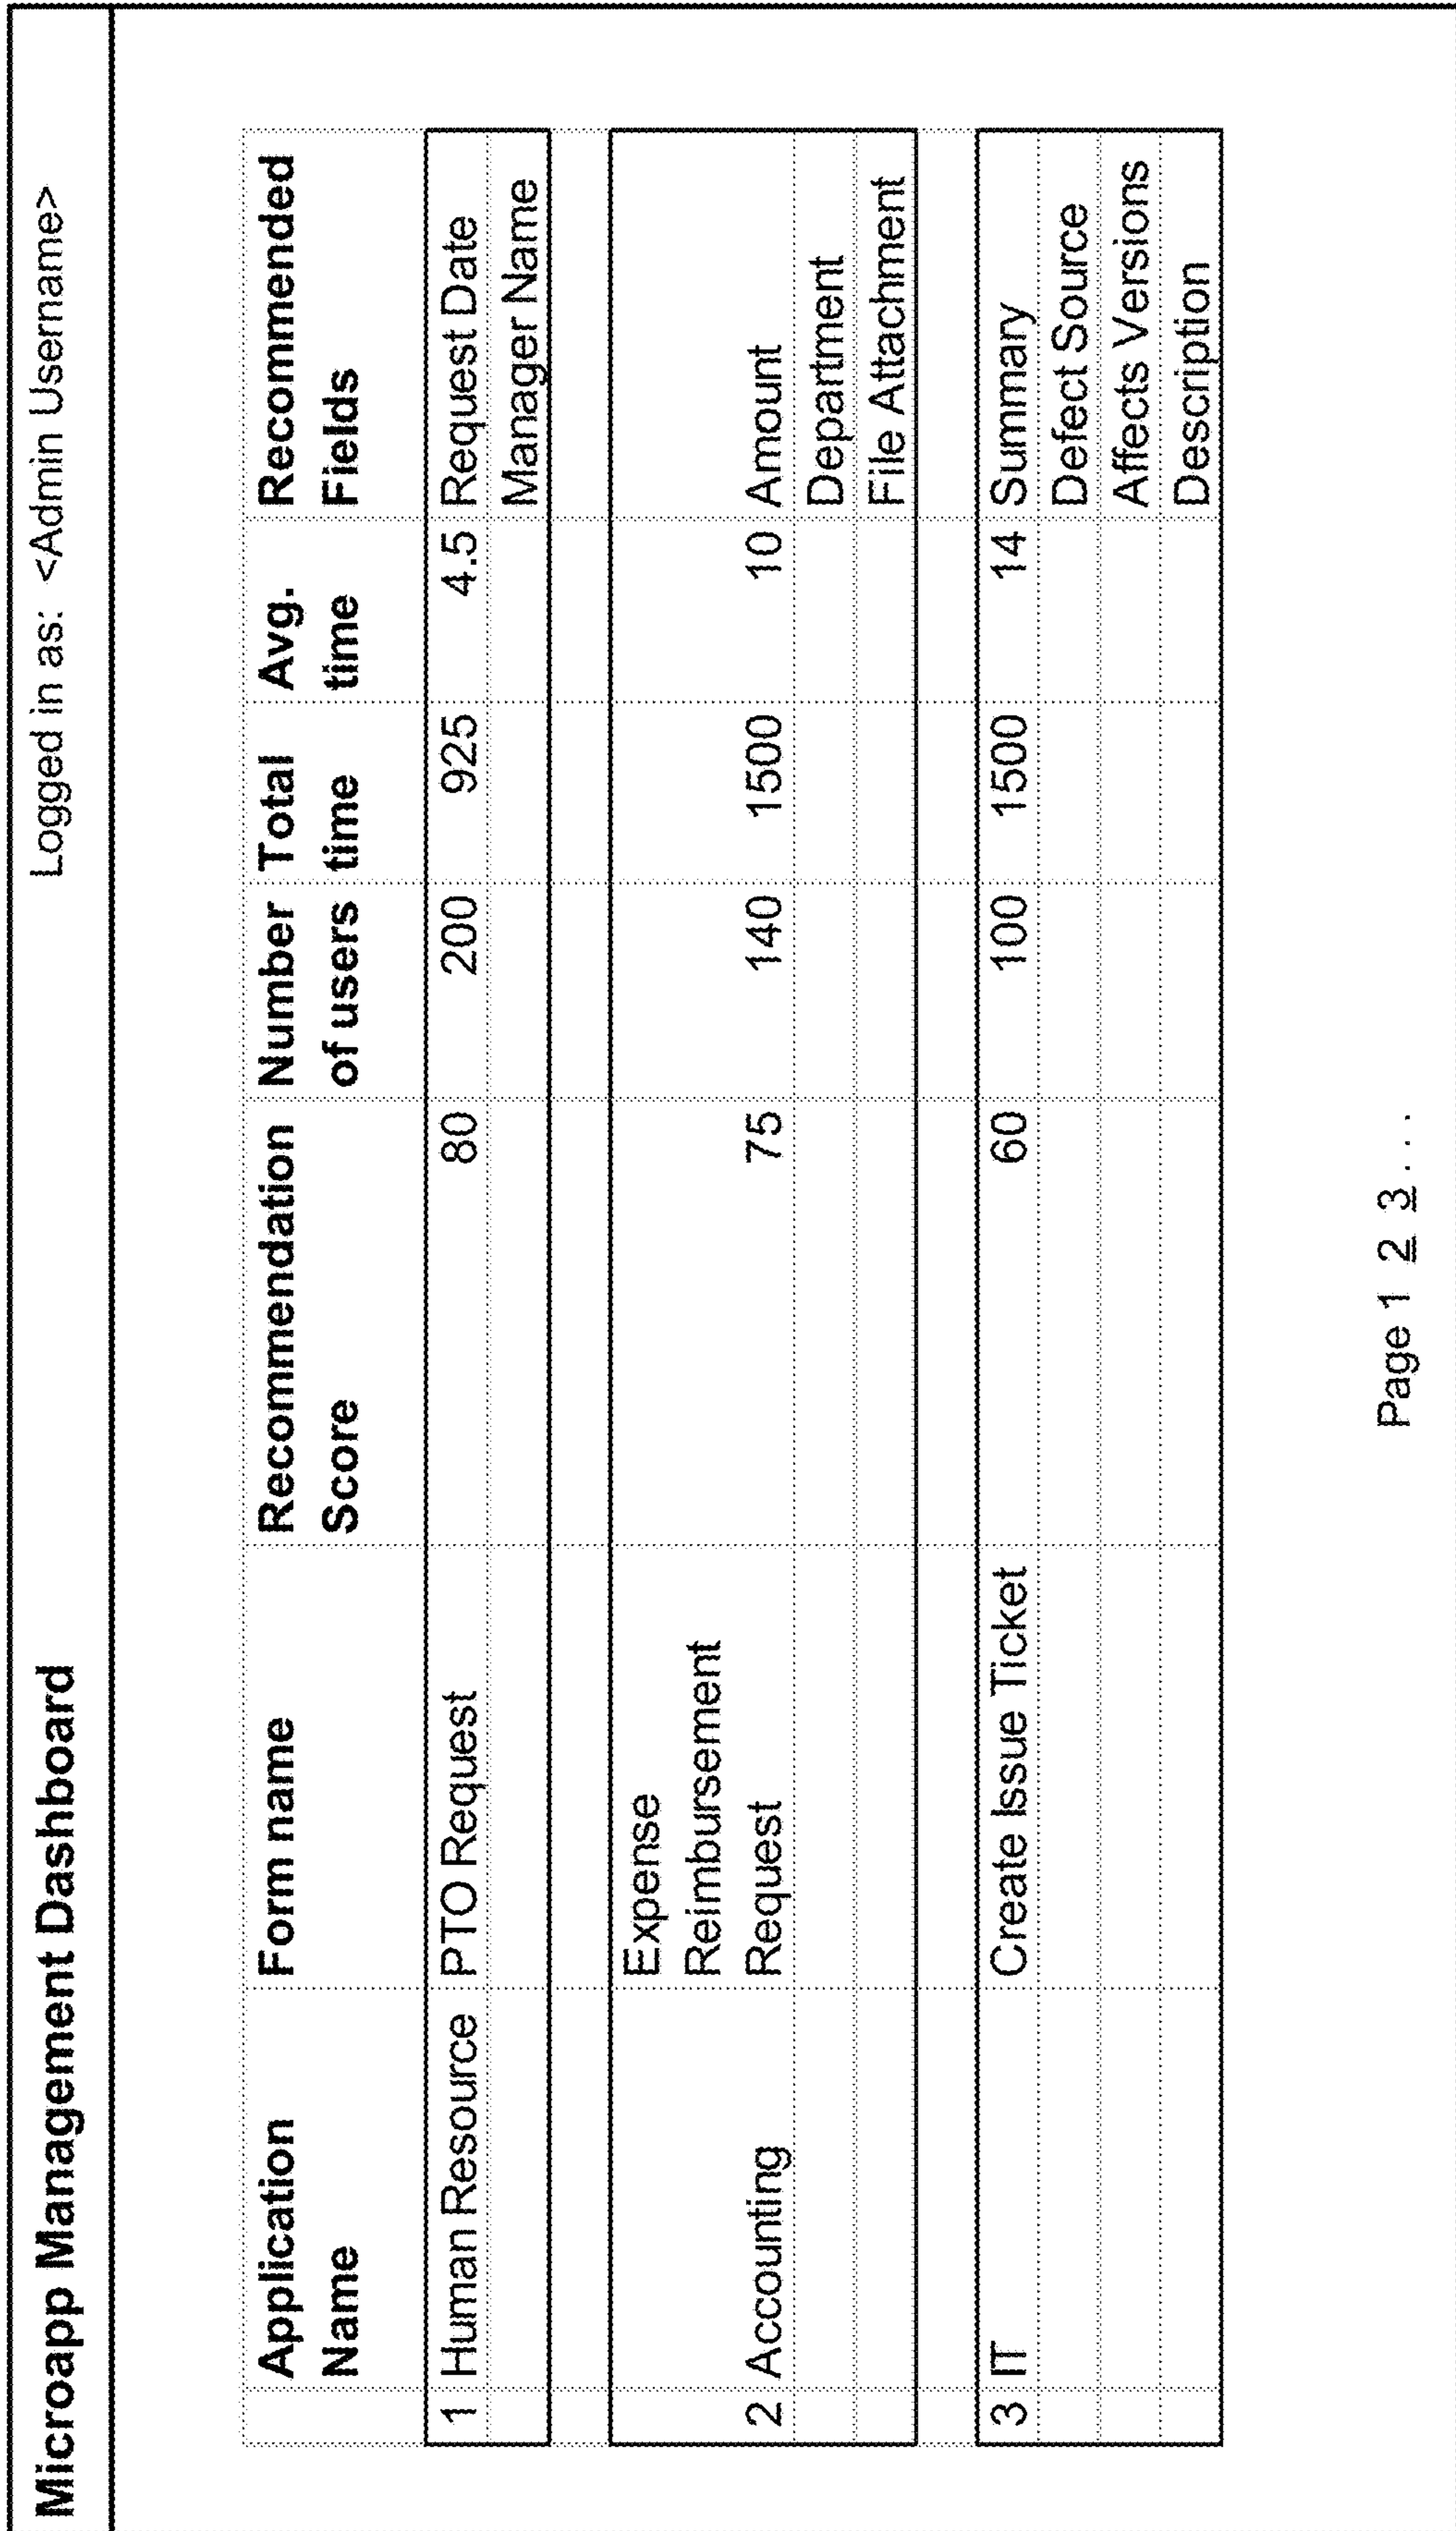 Microapp Management Dashboard Logged in as: <Admin Username>
Application Name Form name Recommendation Score Number of users Total time Avg. time Recommended Fields
1 Human Resource PTO Request 80 200 925 4.5 Request Date
Manager Name
Expense
Reimbursement
2 Accounting Request 75 140 1500 10 Amount
Department
File Attachment
3 IT Create Issue Ticket 60 100 1500 14 Summary
Defect Source
Affects Versions
Description
Page 1 2 3 . . .